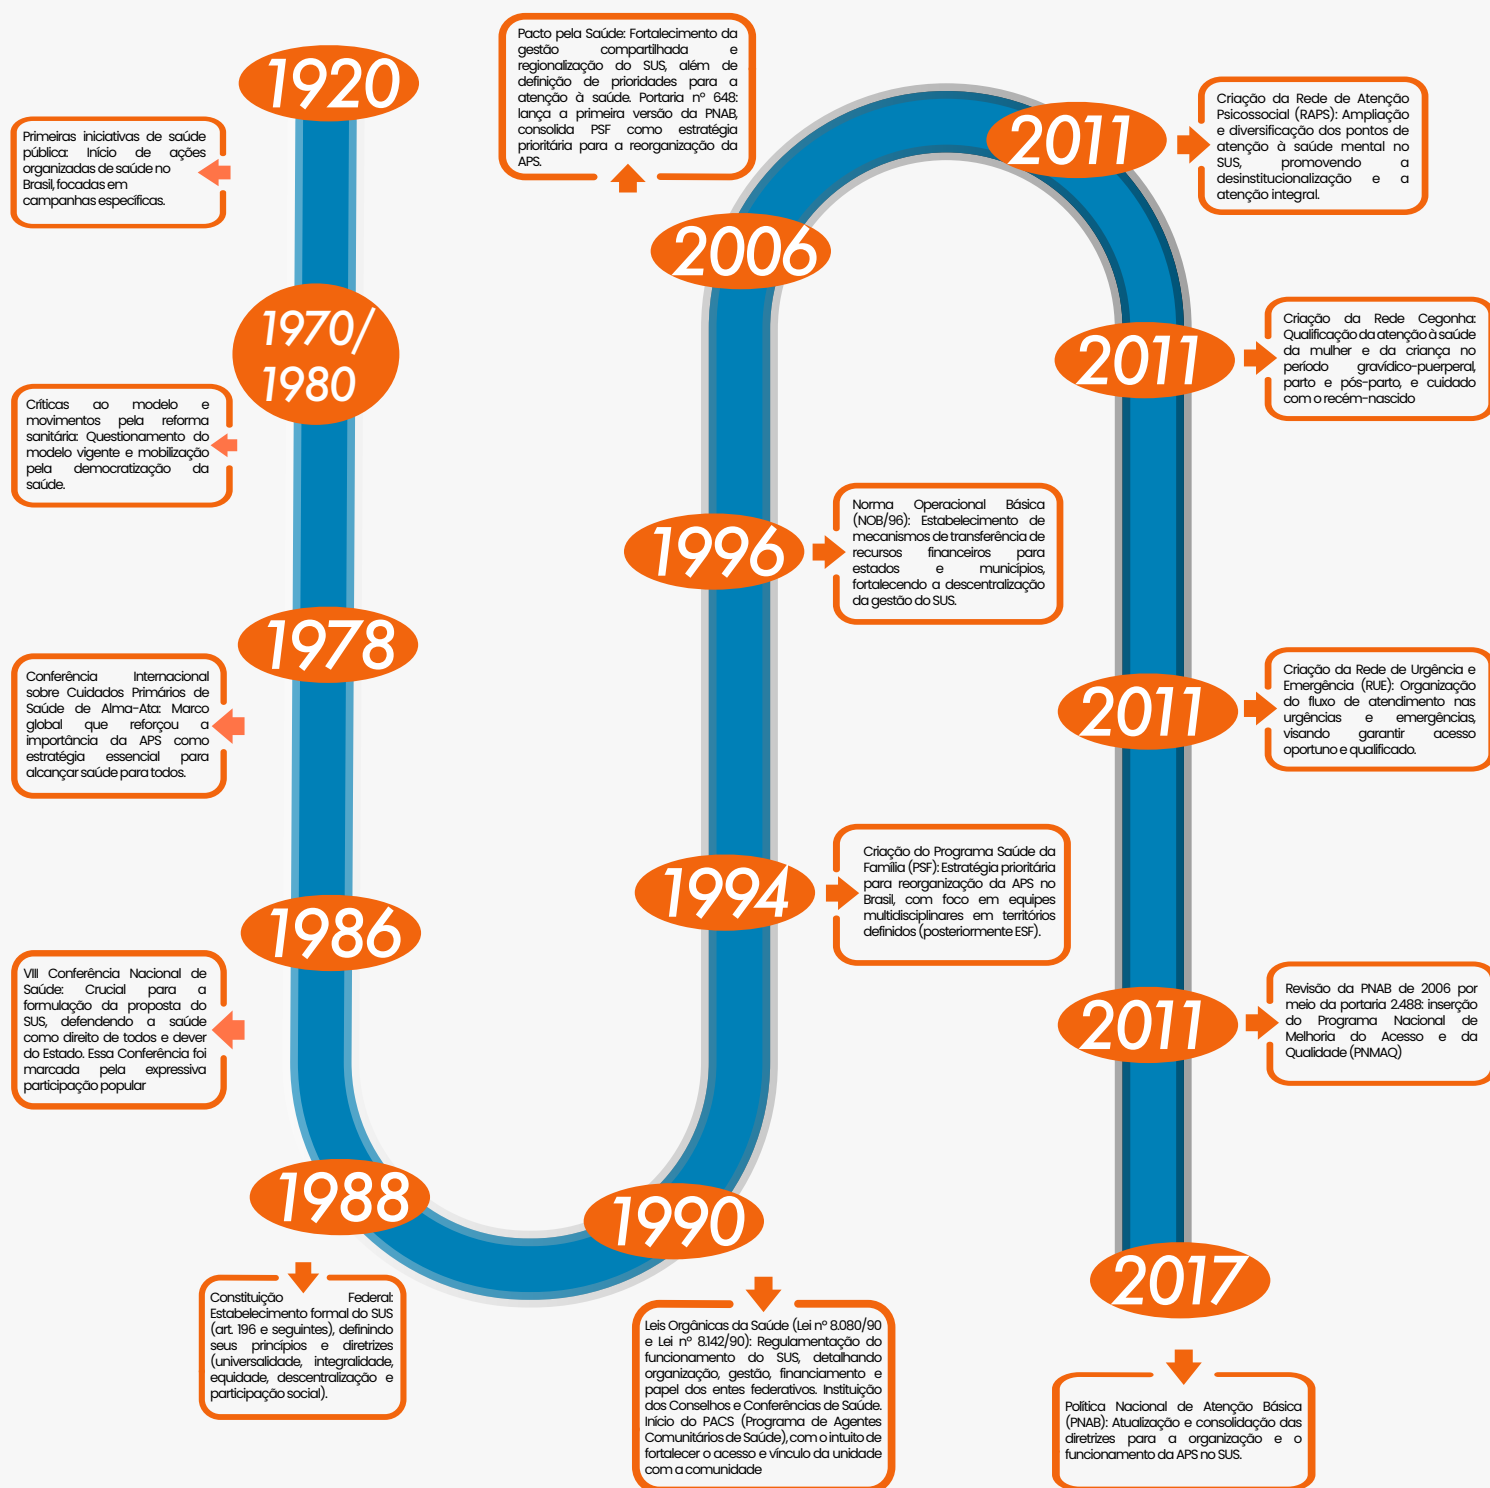 1920
Primeiras iniciativas de saúde
pública: Início de ações
organizadas de saúde no
Brasil, focadas em
campanhas específicas.
1970/
1980
Críticas ao modelo e
movimentos pela reforma
sanitária: Questionamento do
modelo vigente e mobilização
pela democratização da
saúde.
1978
Conferência Internacional
sobre Cuidados Primários de
Saúde de Alma-Ata: Marco
global que reforçou a
importância da APS como
estratégia essencial para
alcançar saúde para todos.
1986
VIII Conferência Nacional de
Saúde: Crucial para a
formulação da proposta do
SUS, defendendo a saúde
como direito de todos e dever
do Estado. Essa Conferência foi
marcada pela expressiva
participação popular
1988
Constituição Federal:
Estabelecimento formal do SUS
(art. 196 e seguintes), definindo
seus princípios e diretrizes
(universalidade, integralidade,
equidade, descentralização e
participação social).
1990
Leis Orgânicas da Saúde (Lei nº 8.080/90
e Lei nº 8.142/90): Regulamentação do
funcionamento do SUS, detalhando
organização, gestão, financiamento e
papel dos entes federativos. Instituição
dos Conselhos e Conferências de Saúde.
Início do PACS (Programa de Agentes
Comunitários de Saúde), com o intuito de
fortalecer o acesso e vínculo da unidade
com a comunidade
1994
Criação do Programa Saúde da
Família (PSF): Estratégia prioritária
para reorganização da APS no
Brasil, com foco em equipes
multidisciplinares em territórios
definidos (posteriormente ESF).
1996
Norma Operacional Básica
(NOB/96): Estabelecimento de
mecanismos de transferência de
recursos financeiros para
estados e municípios,
fortalecendo a descentralização
da gestão do SUS.
2006
Pacto pela Saúde: Fortalecimento da
gestão compartilhada e
regionalização do SUS, além de
definição de prioridades para a
atenção à saúde. Portaria nº 648:
lança a primeira versão da PNAB,
consolida PSF como estratégia
prioritária para a reorganização da
APS.
2011
Criação da Rede de Atenção
Psicossocial (RAPS): Ampliação
e diversificação dos pontos de
atenção à saúde mental no
SUS, promovendo a
desinstitucionalização e a
atenção integral.
2011
Criação da Rede Cegonha:
Qualificação da atenção à saúde
da mulher e da criança no
período gravídico-puerperal,
parto e pós-parto, e cuidado
com o recém-nascido
2011
Criação da Rede de Urgência e
Emergência (RUE): Organização
do fluxo de atendimento nas
urgências e emergências,
visando garantir acesso
oportuno e qualificado.
2011
Revisão da PNAB de 2006 por
meio da portaria 2.488: inserção
do Programa Nacional de
Melhoria do Acesso e da
Qualidade (PNMAQ)
2017
Política Nacional de Atenção Básica
(PNAB): Atualização e consolidação das
diretrizes para a organização e o
funcionamento da APS no SUS.